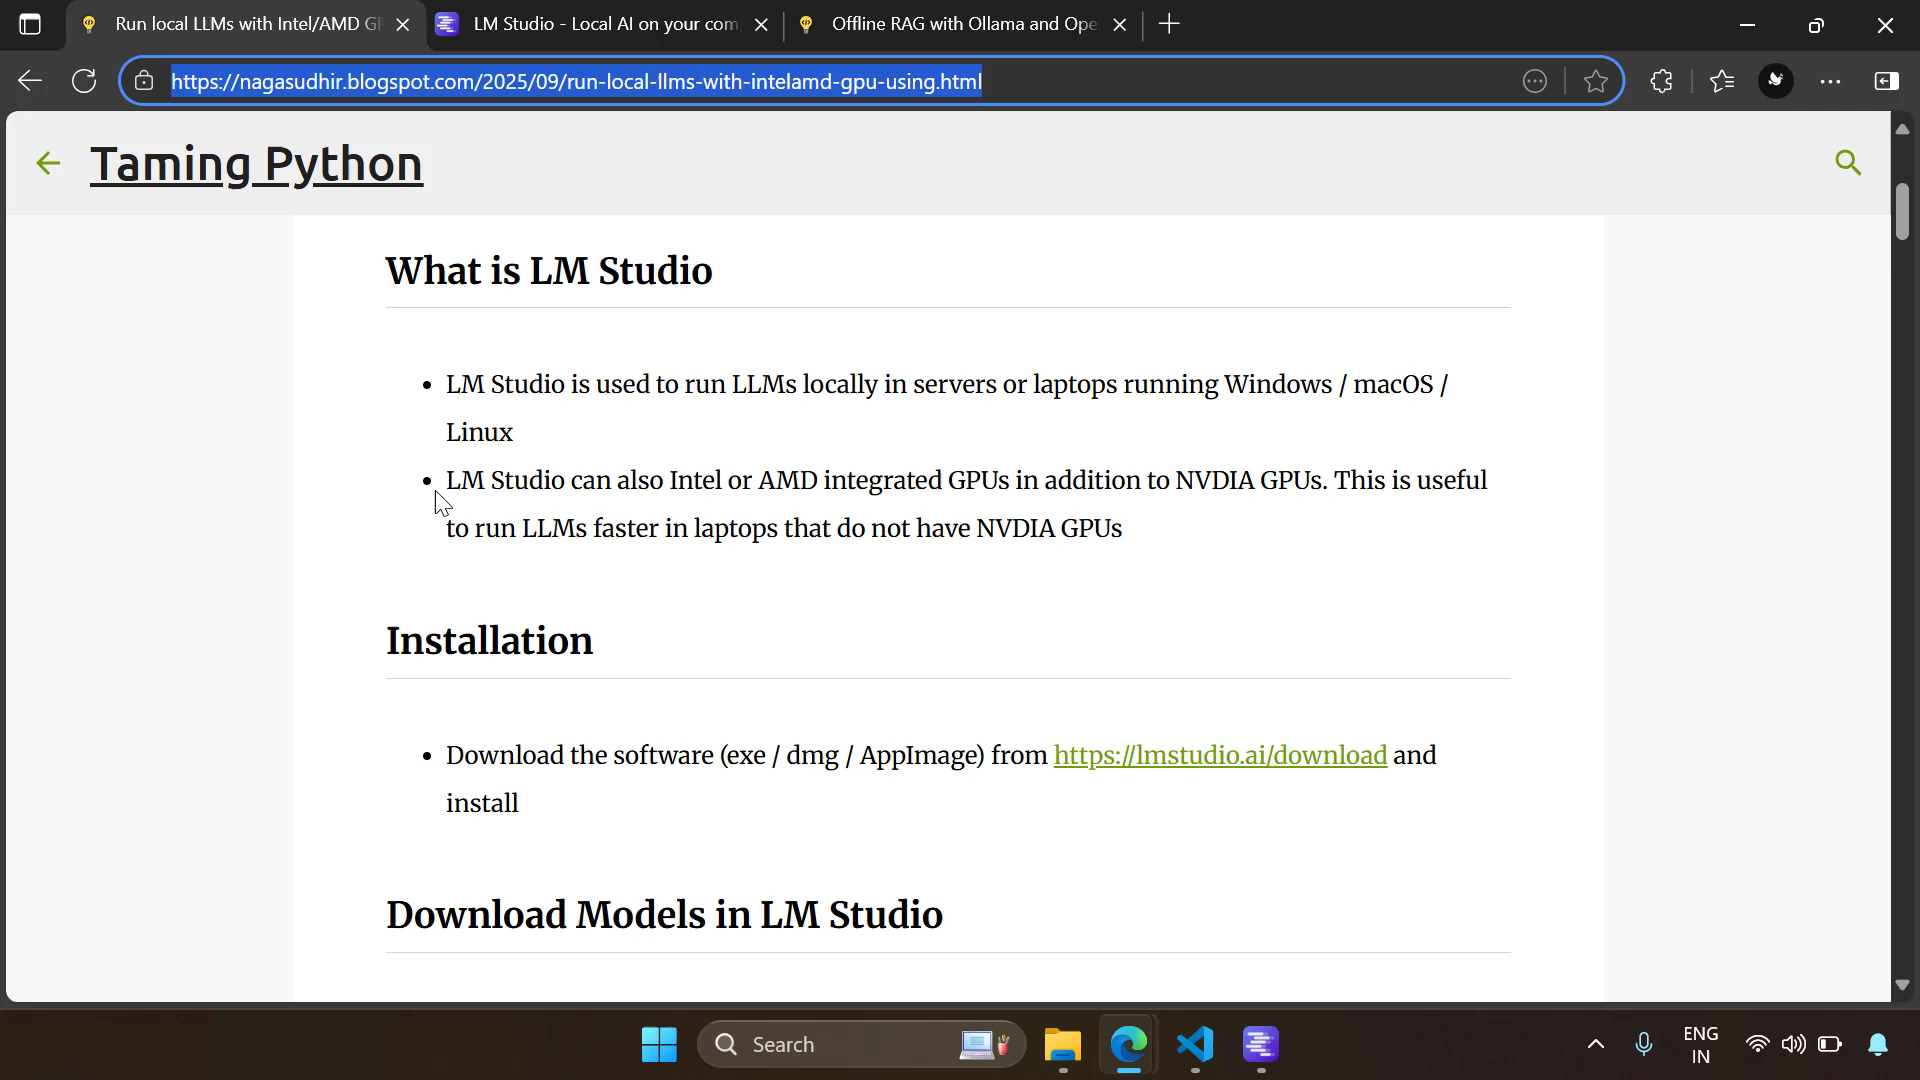 Run local LLMs with Intel/AMD G
LM Studio - Local AI on your com
Offline RAG with Ollama and Ope
https://nagasudhir.blogspot.com/2025/09/run-local-llms-with-intelamd-gpu-using.html
Taming Python
What is LM Studio
LM Studio is used to run LLMs locally in servers or laptops running Windows / macOS /
Linux
LM Studio can also Intel or AMD integrated GPUs in addition to NVDIA GPUs. This is useful
to run LLMs faster in laptops that do not have NVDIA GPUs
Installation
Download the software (exe / dmg / AppImage) from https://lmstudio.ai/download and
install
Download Models in LM Studio
Search
ENG
IN